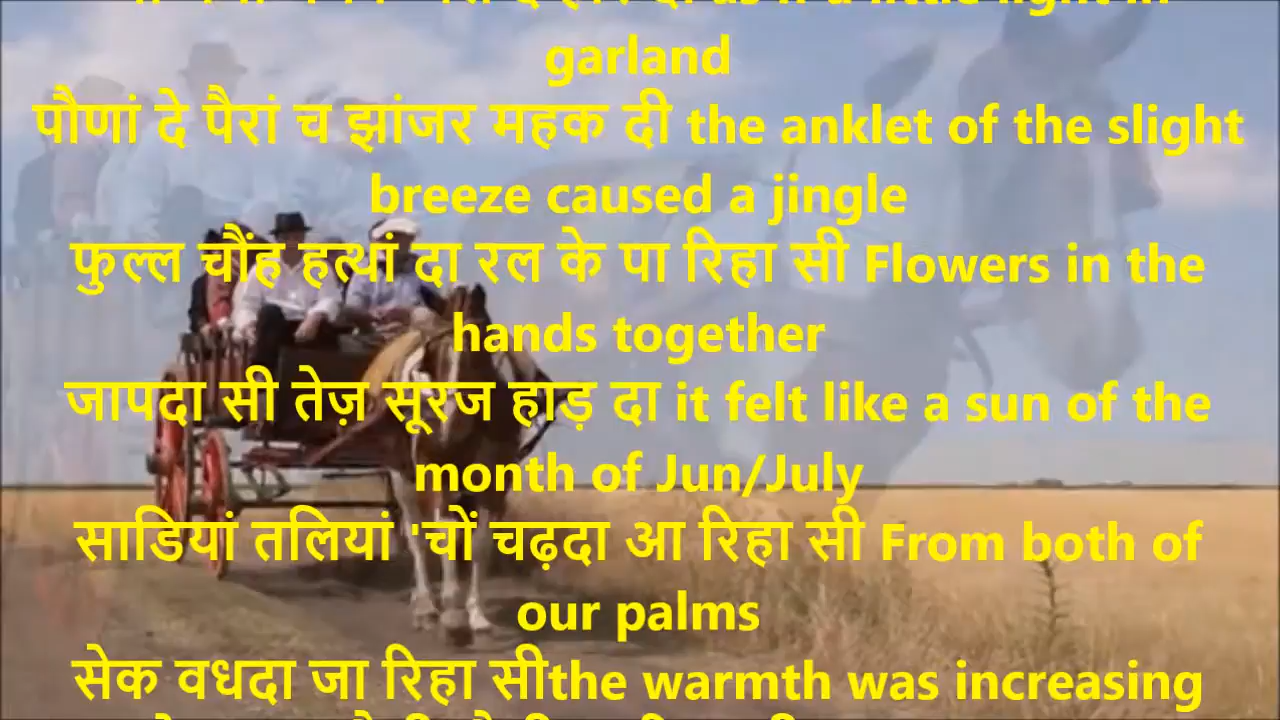 garland
पौणां दे पैरां च झांजर महक दी the anklet of the slight
breeze caused a jingle
फुल्ल चौंह हत्थां दा रल के पा रिहा सी Flowers in the
hands together
जापदा सी तेज़ सूरज हाड़ दा it felt like a sun of the
month of Jun/July
साडियां तलियां 'चों चढ़दा आ रिहा सी From both of
our palms
सेक वधदा जा रिहा सीthe warmth was increasing